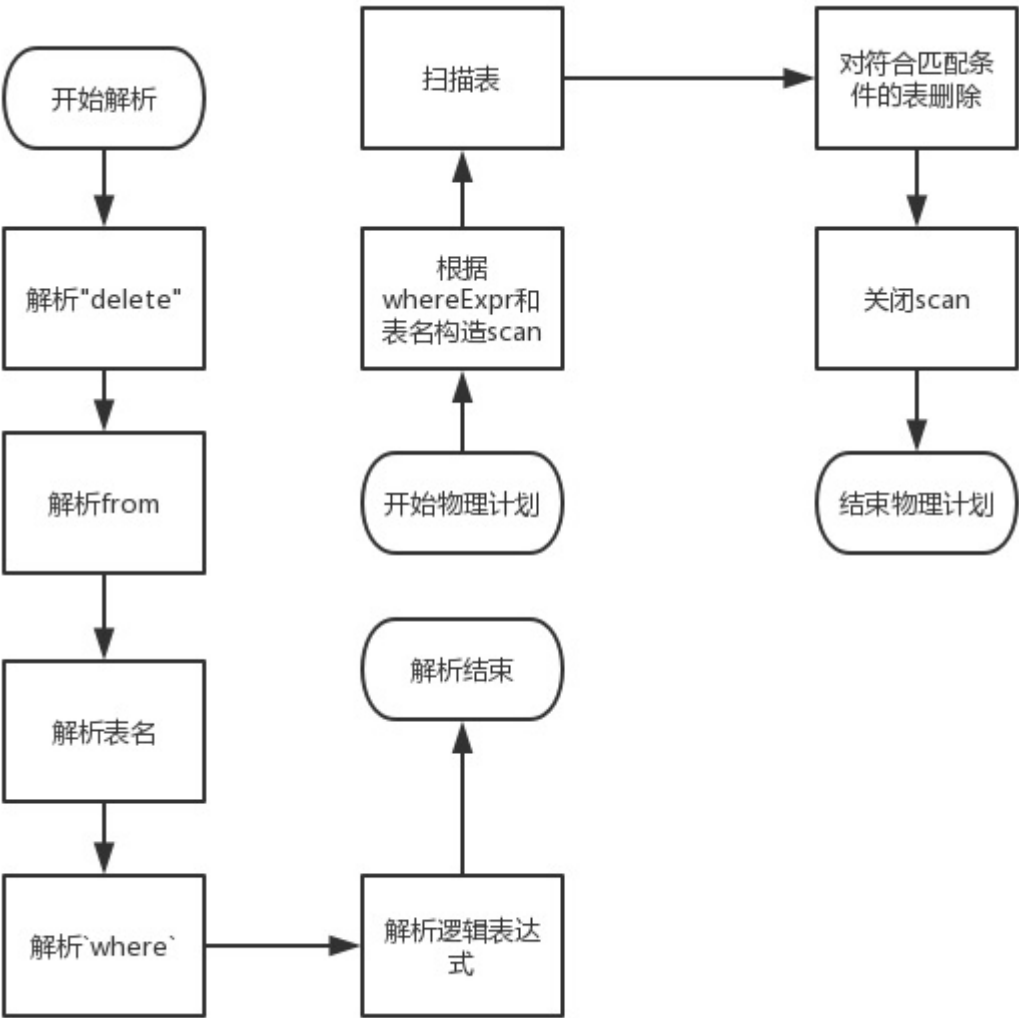 开始解析
解析"delete"
解析from
解析表名
解析`where`
解析逻辑表达
式
解析结束
开始物理计划
根据
whereExpr和
表名构造scan
扫描表
对符合匹配条
件的表删除
关闭scan
结束物理计划